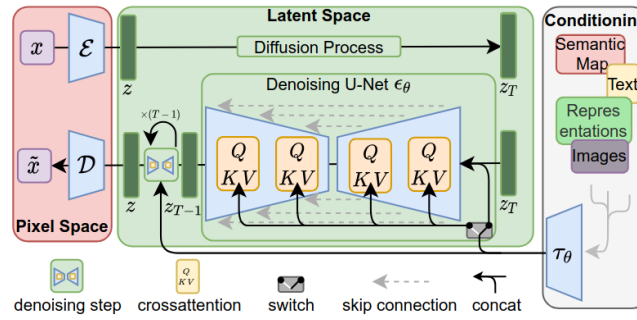 Latent Space
Conditioning
x
ℰ
Diffusion Process
z
z_T
Semantic
Map
Text
Repres
entations
Images
Denoising U-Net ϵ_θ
×(T−1)
Q
KV
Q
KV
Q
KV
Q
KV
x̃
𝒟
z
z_{T−1}
z_T
Pixel Space
τ_θ
Q
KV
denoising step
crossattention
switch
skip connection
concat